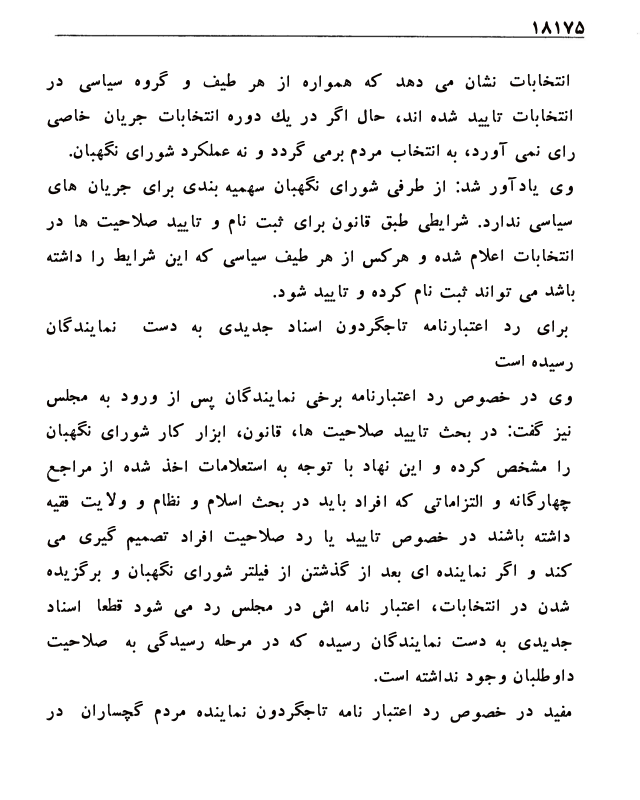 ۱۸۱۷۵
انتخابات نشان می دهد که همواره از هر طیف و گروه سیاسی در
انتخابات تایید شده اند، حال اگر در یك دوره انتخابات جریان خاصی
رای نمی آورد، به انتخاب مردم برمی گردد و نه عملکرد شورای نگهبان.
وی یادآور شد: از طرفی شورای نگهبان سهمیه بندی برای جریان های
سیاسی ندارد. شرایطی طبق قانون برای ثبت نام و تایید صلاحیت ها در
انتخابات اعلام شده و هرکس از هر طیف سیاسی که این شرایط را داشته
باشد می تواند ثبت نام کرده و تایید شود.
برای رد اعتبارنامه تاجگردون اسناد جدیدی به دست نمایندگان
رسیده است
وی در خصوص رد اعتبارنامه برخی نمایندگان پس از ورود به مجلس
نیز گفت: در بحث تایید صلاحیت ها، قانون، ابزار کار شورای نگهبان
را مشخص کرده و این نهاد با توجه به استعلامات اخذ شده از مراجع
چهارگانه و التزاماتی که افراد باید در بحث اسلام و نظام و ولایت فقیه
داشته باشند در خصوص تایید یا رد صلاحیت افراد تصمیم گیری می
کند و اگر نماینده ای بعد از گذشتن از فیلتر شورای نگهبان و برگزیده
شدن در انتخابات، اعتبار نامه اش در مجلس رد می شود قطعا اسناد
جدیدی به دست نمایندگان رسیده که در مرحله رسیدگی به صلاحیت
داوطلبان وجود نداشته است.
مفید در خصوص رد اعتبار نامه تاجگردون نماینده مردم گچساران در